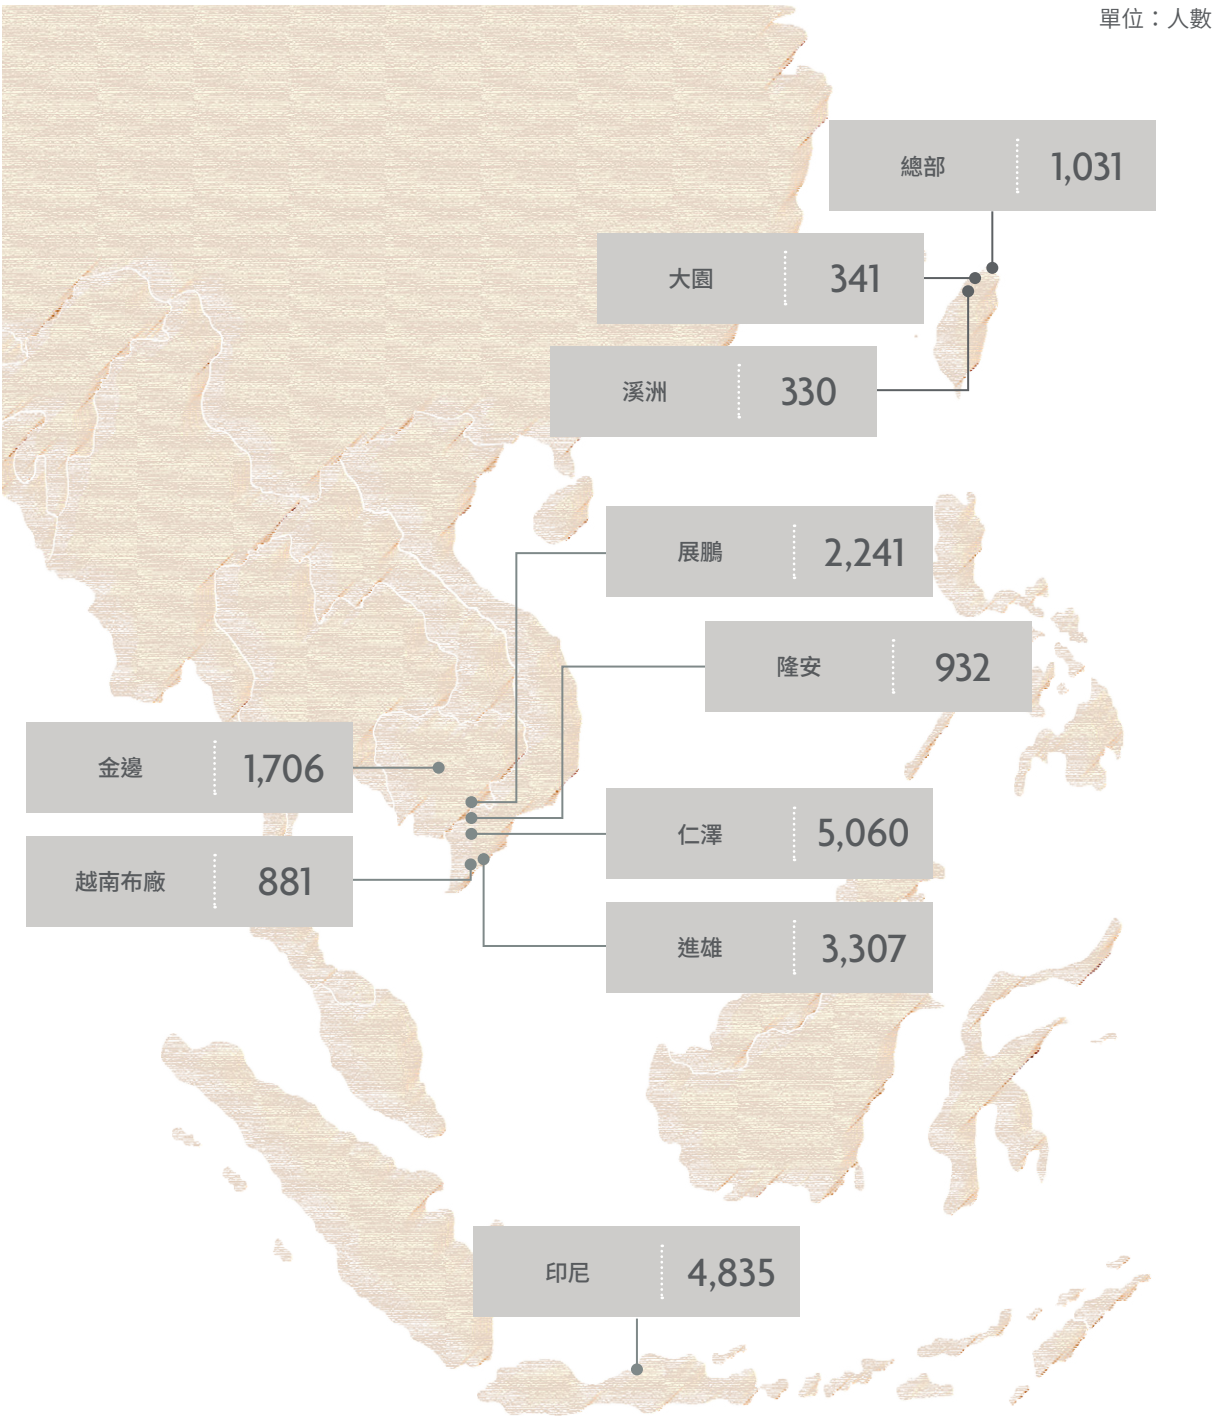 單位：人數
總部 1,031
大園 341
溪洲 330
展鵬 2,241
隆安 932
金邊 1,706
仁澤 5,060
越南布廠 881
進雄 3,307
印尼 4,835